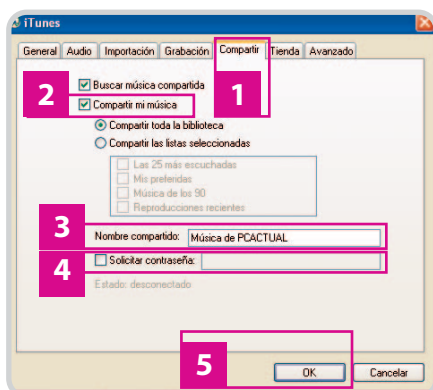 iTunes
General Audio Importación Grabación Compartir Tienda Avanzado
1
2
Buscar música compartida
Compartir mi música
Compartir toda la biblioteca
Compartir las listas seleccionadas
Las 25 más escuchadas
Mis preferidas
Música de los 90
Reproducciones recientes
3
Nombre compartido: Música de PCACTUAL
4
Solicitar contraseña:
Estado: desconectado
5
OK Cancelar